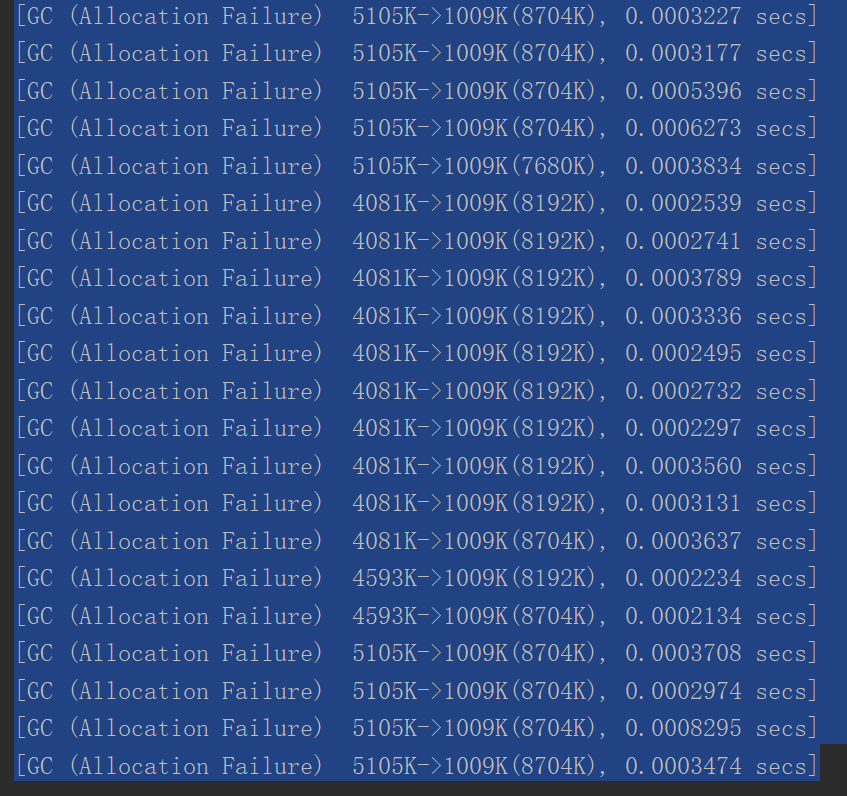 [GC (Allocation Failure)  5105K->1009K(8704K), 0.0003227 secs]
[GC (Allocation Failure)  5105K->1009K(8704K), 0.0003177 secs]
[GC (Allocation Failure)  5105K->1009K(8704K), 0.0005396 secs]
[GC (Allocation Failure)  5105K->1009K(8704K), 0.0006273 secs]
[GC (Allocation Failure)  5105K->1009K(7680K), 0.0003834 secs]
[GC (Allocation Failure)  4081K->1009K(8192K), 0.0002539 secs]
[GC (Allocation Failure)  4081K->1009K(8192K), 0.0002741 secs]
[GC (Allocation Failure)  4081K->1009K(8192K), 0.0003789 secs]
[GC (Allocation Failure)  4081K->1009K(8192K), 0.0003336 secs]
[GC (Allocation Failure)  4081K->1009K(8192K), 0.0002495 secs]
[GC (Allocation Failure)  4081K->1009K(8192K), 0.0002732 secs]
[GC (Allocation Failure)  4081K->1009K(8192K), 0.0002297 secs]
[GC (Allocation Failure)  4081K->1009K(8192K), 0.0003560 secs]
[GC (Allocation Failure)  4081K->1009K(8192K), 0.0003131 secs]
[GC (Allocation Failure)  4081K->1009K(8704K), 0.0003637 secs]
[GC (Allocation Failure)  4593K->1009K(8192K), 0.0002234 secs]
[GC (Allocation Failure)  4593K->1009K(8704K), 0.0002134 secs]
[GC (Allocation Failure)  5105K->1009K(8704K), 0.0003708 secs]
[GC (Allocation Failure)  5105K->1009K(8704K), 0.0002974 secs]
[GC (Allocation Failure)  5105K->1009K(8704K), 0.0008295 secs]
[GC (Allocation Failure)  5105K->1009K(8704K), 0.0003474 secs]